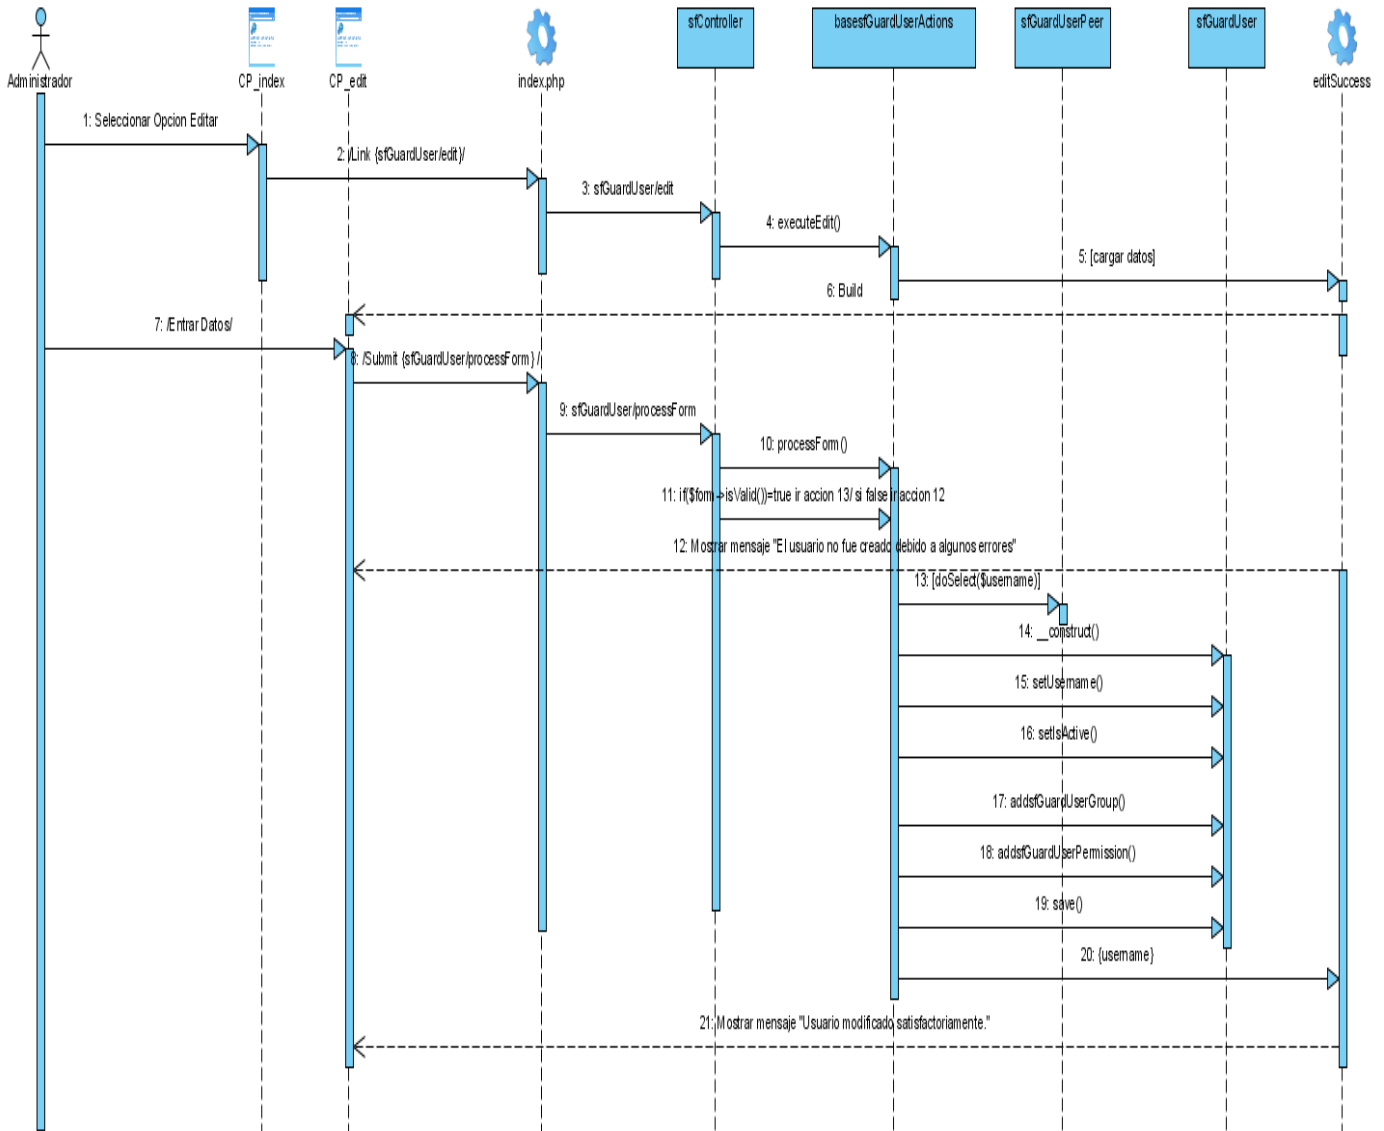 sfController
basesfGuardUserActions
sfGuardUserPeer
sfGuardUser
Administrador
CP_index
CP_edit
index.php
editSuccess
1: Seleccionar Opcion Editar
2: /Link {sfGuardUser/edit}/
3: sfGuardUser/edit
4: executeEdit()
5: [cargar datos]
6: Build
7: /Entrar Datos/
8: /Submit {sfGuardUser/processForm} /
9: sfGuardUser/processForm
10: processForm()
11: if($form->isValid())=true ir accion 13/ si false ir accion 12
12: Mostrar mensaje "El usuario no fue creado debido a algunos errores"
13: [doSelect($username)]
14: __construct()
15: setUsername()
16: setIsActive()
17: addsfGuardUserGroup()
18: addsfGuardUserPermission()
19: save()
20: {username}
21: Mostrar mensaje "Usuario modificado satisfactoriamente."